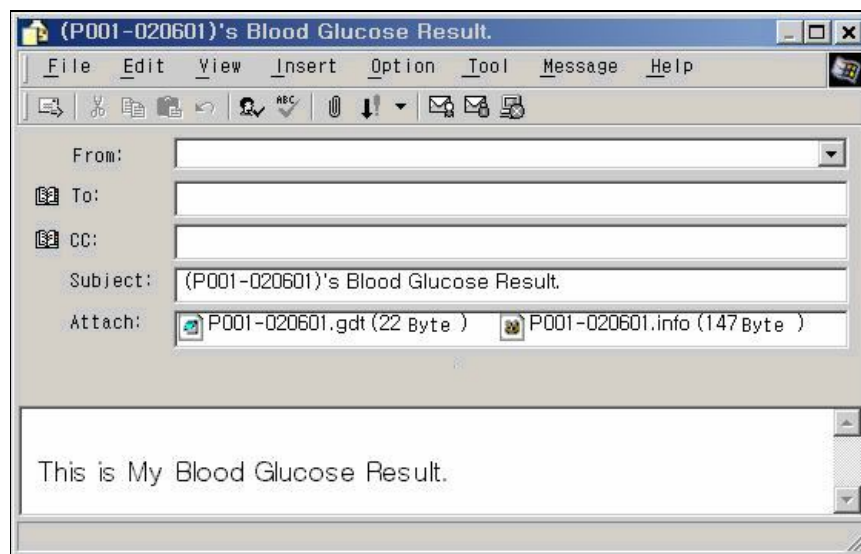 (P001-020601)'s Blood Glucose Result.
File Edit View Insert Option Tool Message Help
ABC
From:
To:
CC:
Subject: (P001-020601)'s Blood Glucose Result.
Attach: P001-020601.gdt (22 Byte ) P001-020601.info (147 Byte )
This is My Blood Glucose Result.